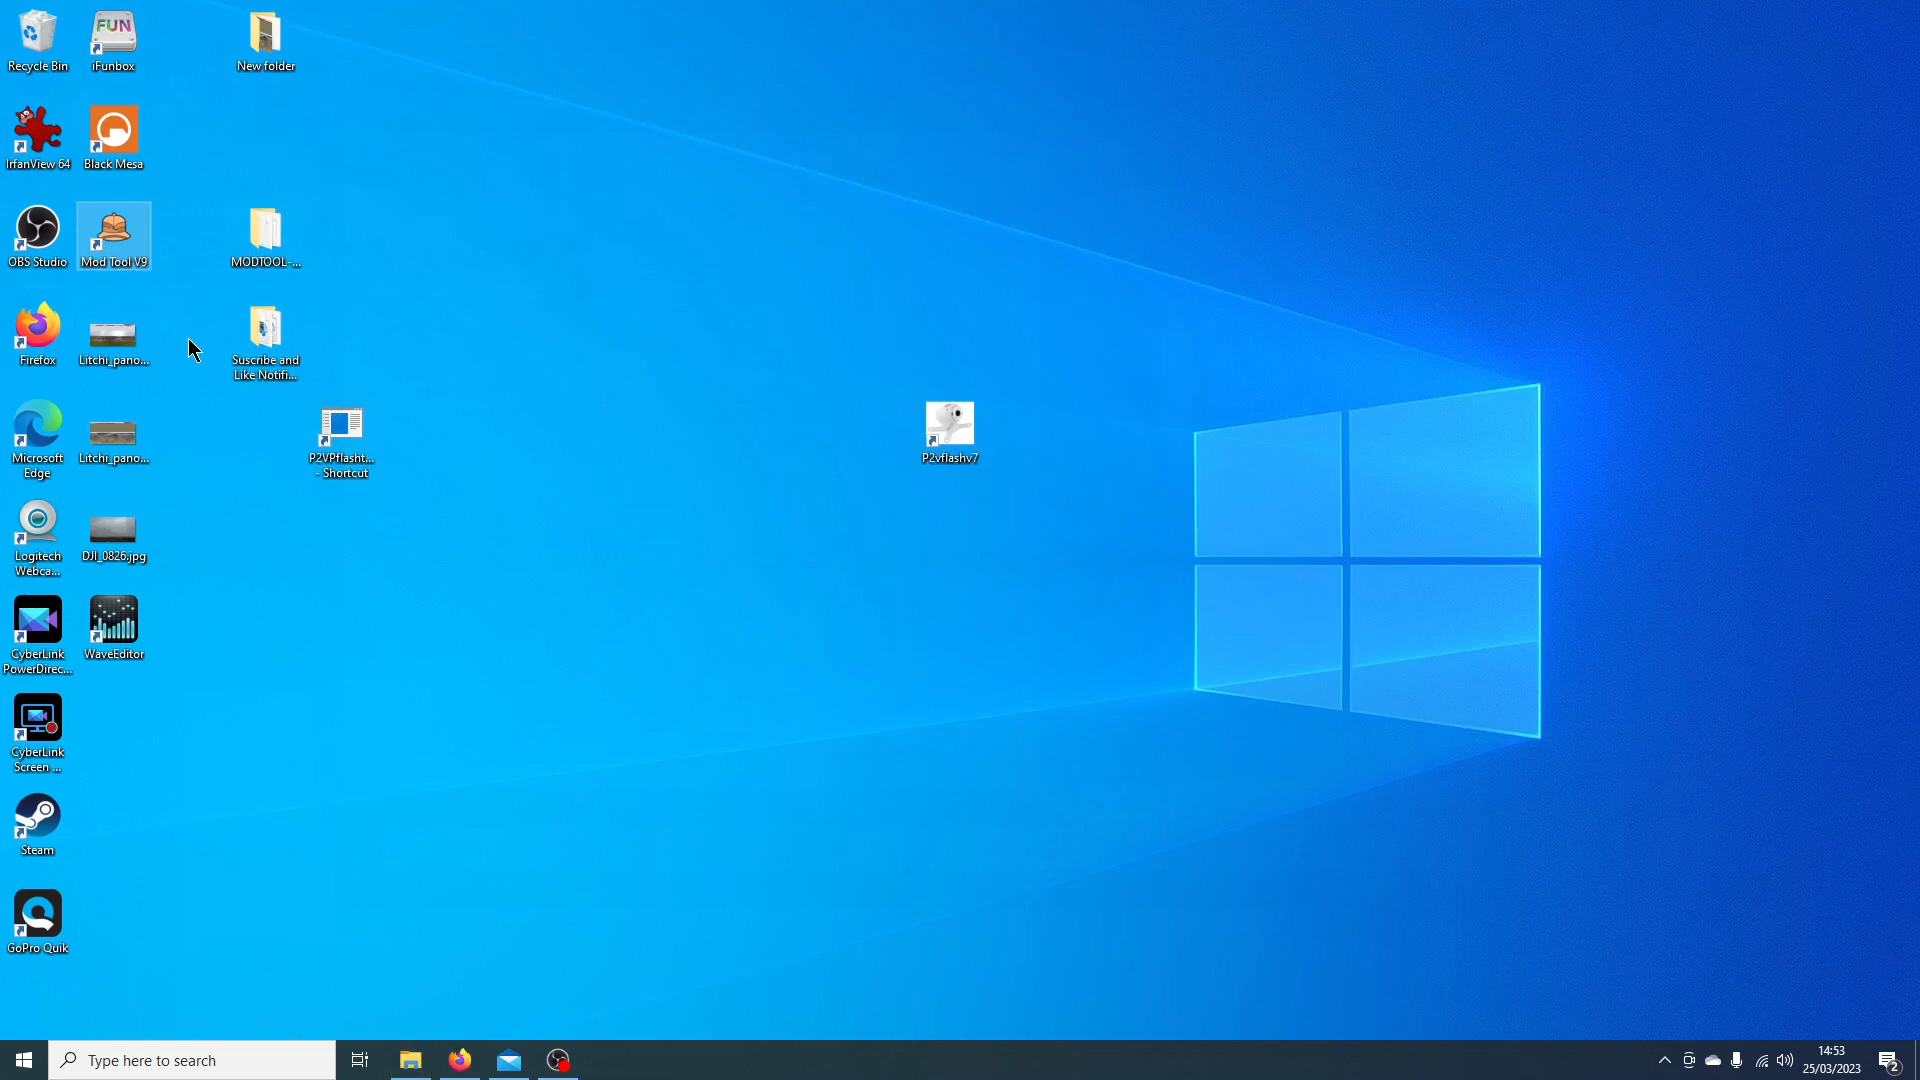 Recycle Bin
FUN
iFunbox
New folder
IrfanView 64
Black Mesa
OBS Studio
Mod Tool V9
MODTOOL-...
Firefox
Litchi_pano...
Suscribe and
Like Notifi...
Microsoft
Edge
Litchi_pano...
P2VPflasht...
- Shortcut
P2vflashv7
Logitech
Webca...
DJI_0826.jpg
CyberLink
PowerDirec...
WaveEditor
CyberLink
Screen ...
Steam
GoPro Quik
Type here to search
14:53
25/03/2023
2